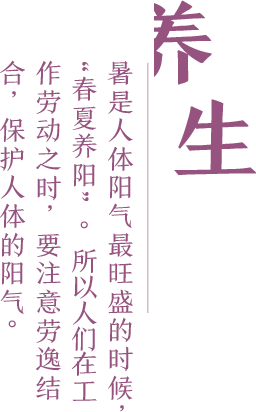 养生
暑是人体阳气最旺盛的时候，
“春夏养阳”。所以人们在工
作劳动之时，要注意劳逸结
合，保护人体的阳气。